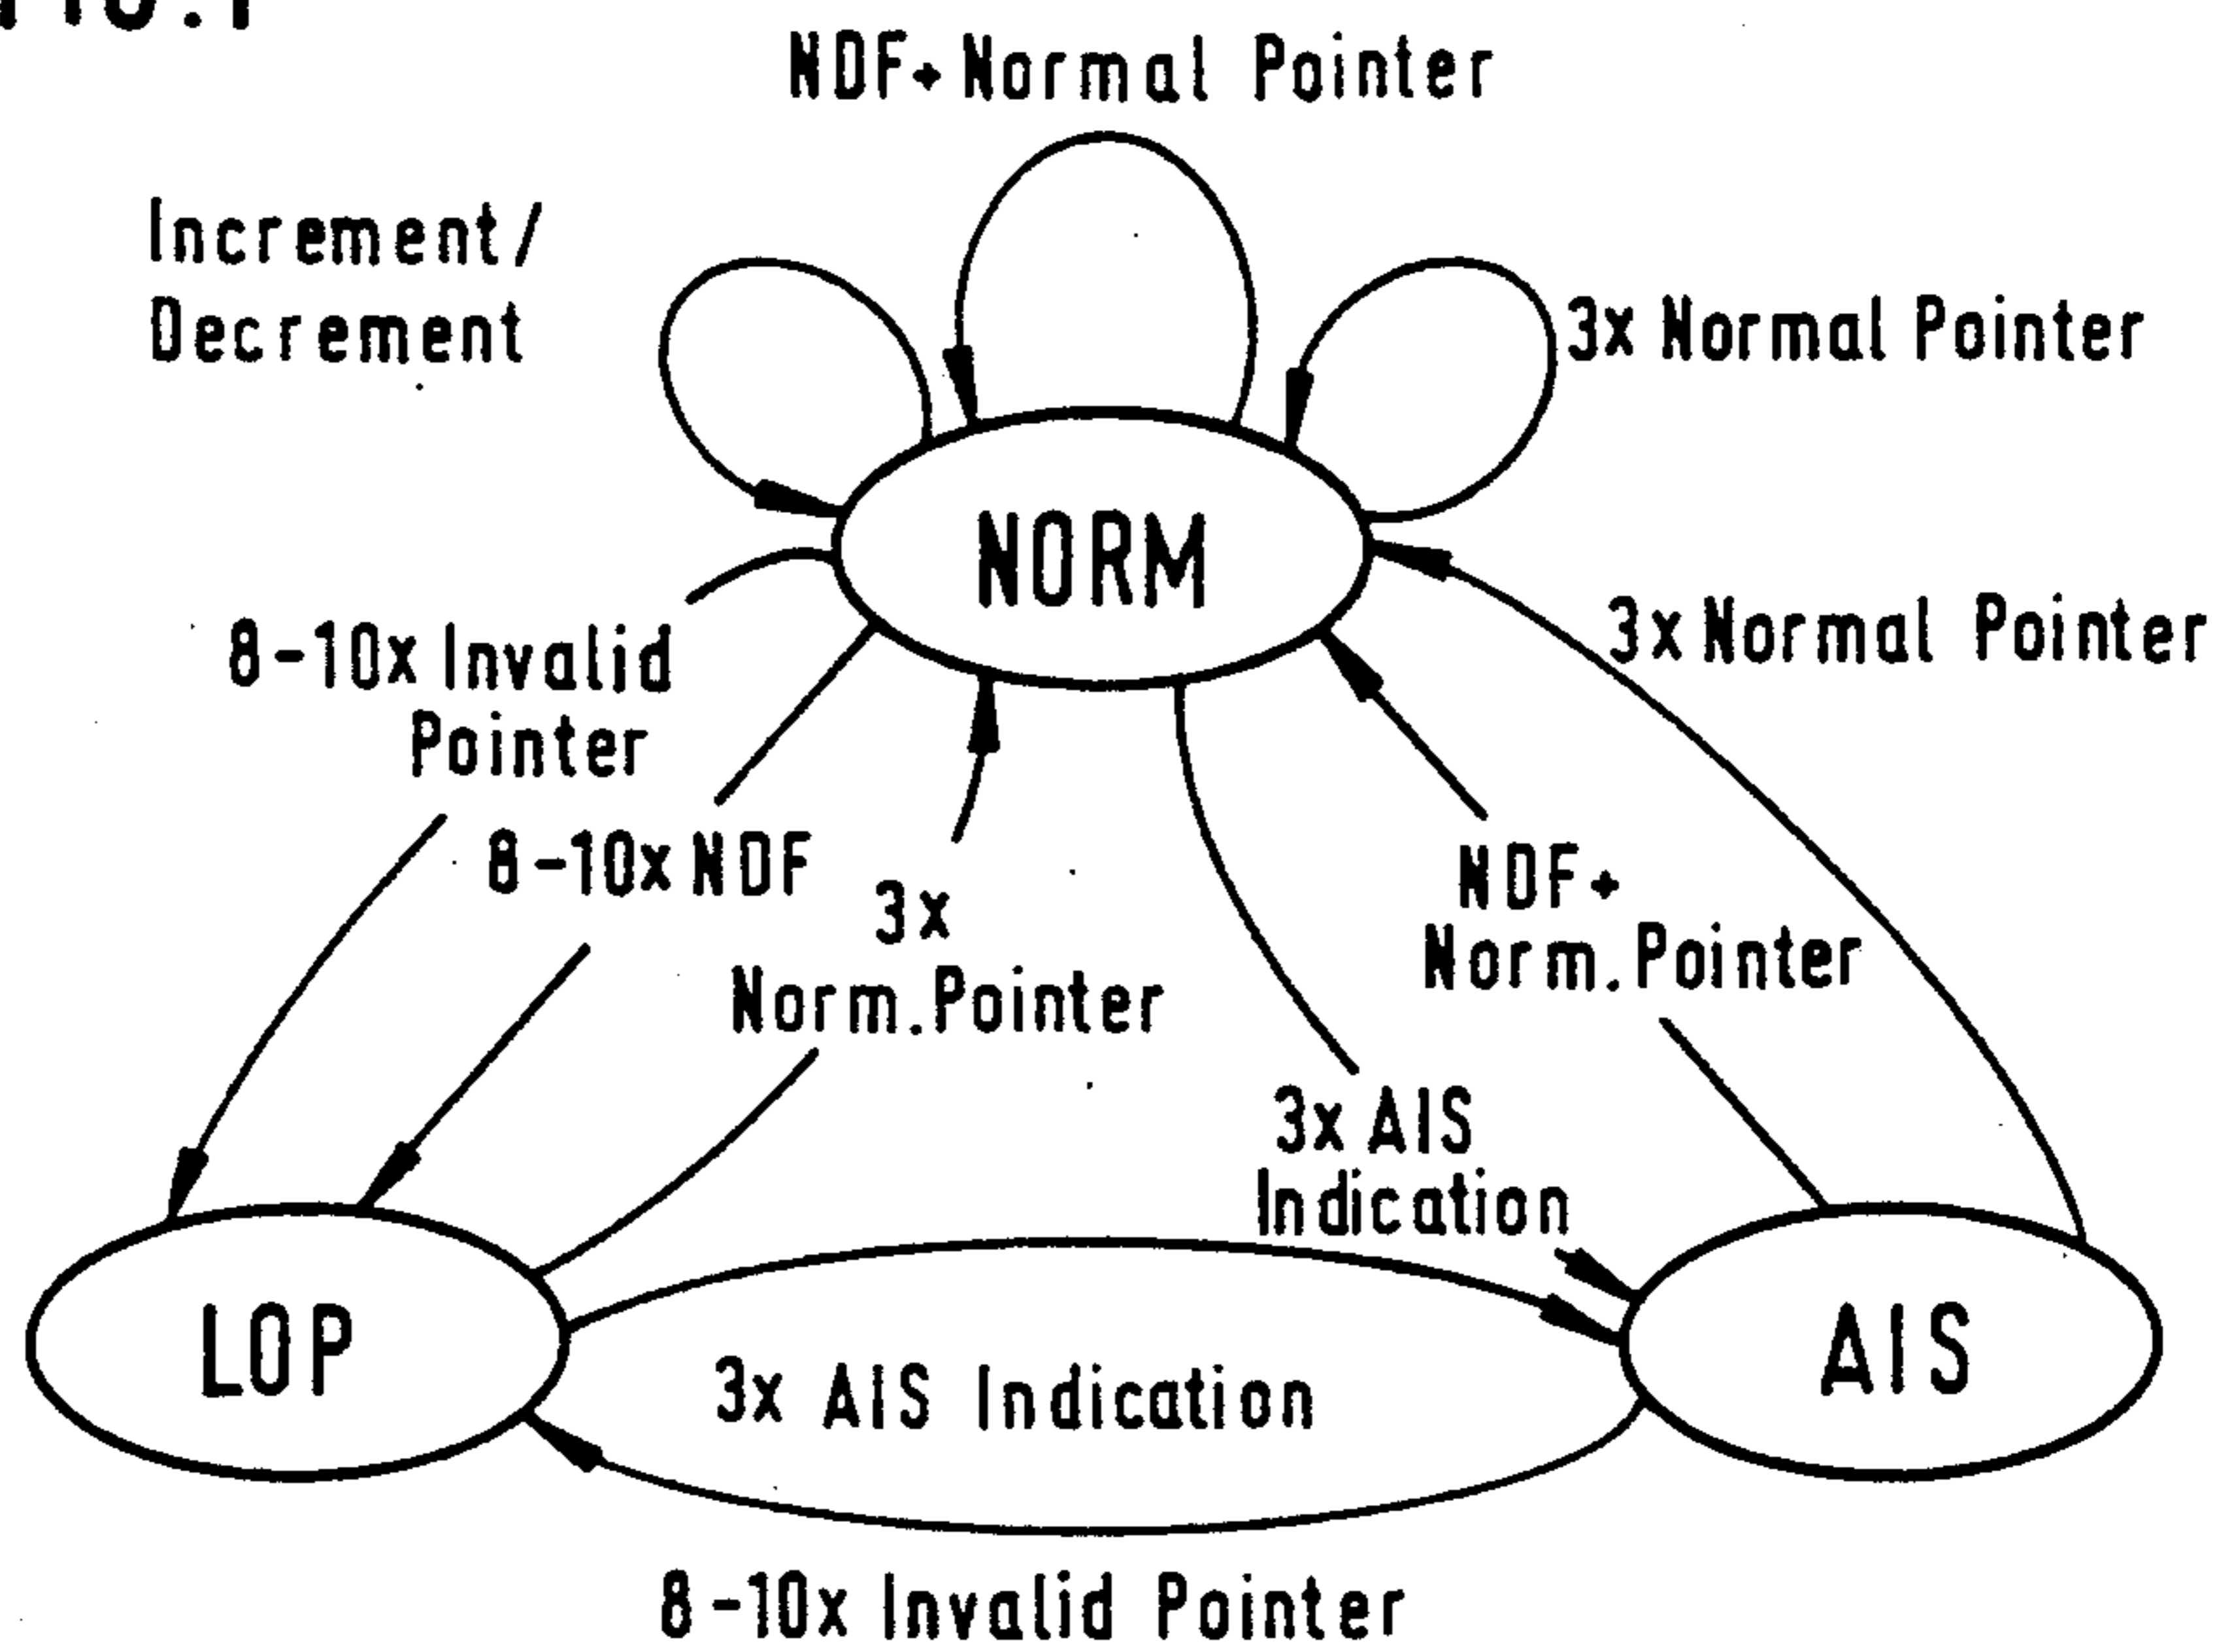 NDF+Normal Pointer
Increment/
Decrement
3x Normal Pointer
NORM
8-10x Invalid
Pointer
3x Normal Pointer
8-10x NDF
3x
Norm.Pointer
NDF+
Norm.Pointer
3x AIS
Indication
LOP
AIS
3x AIS Indication
8-10x Invalid Pointer